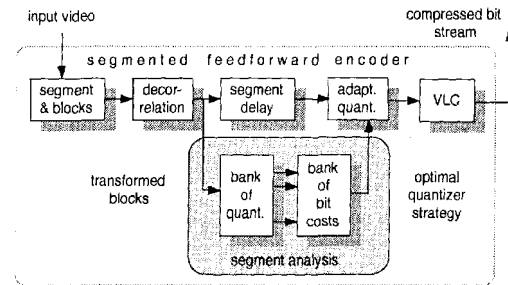 input video
compressed bit
stream
segmented feedforward encoder
segment
& blocks
decor-
relation
segment
delay
adapt.
quant.
VLC
transformed
blocks
bank
of
quant.
bank
of
bit
costs
optimal
quantizer
strategy
segment analysis